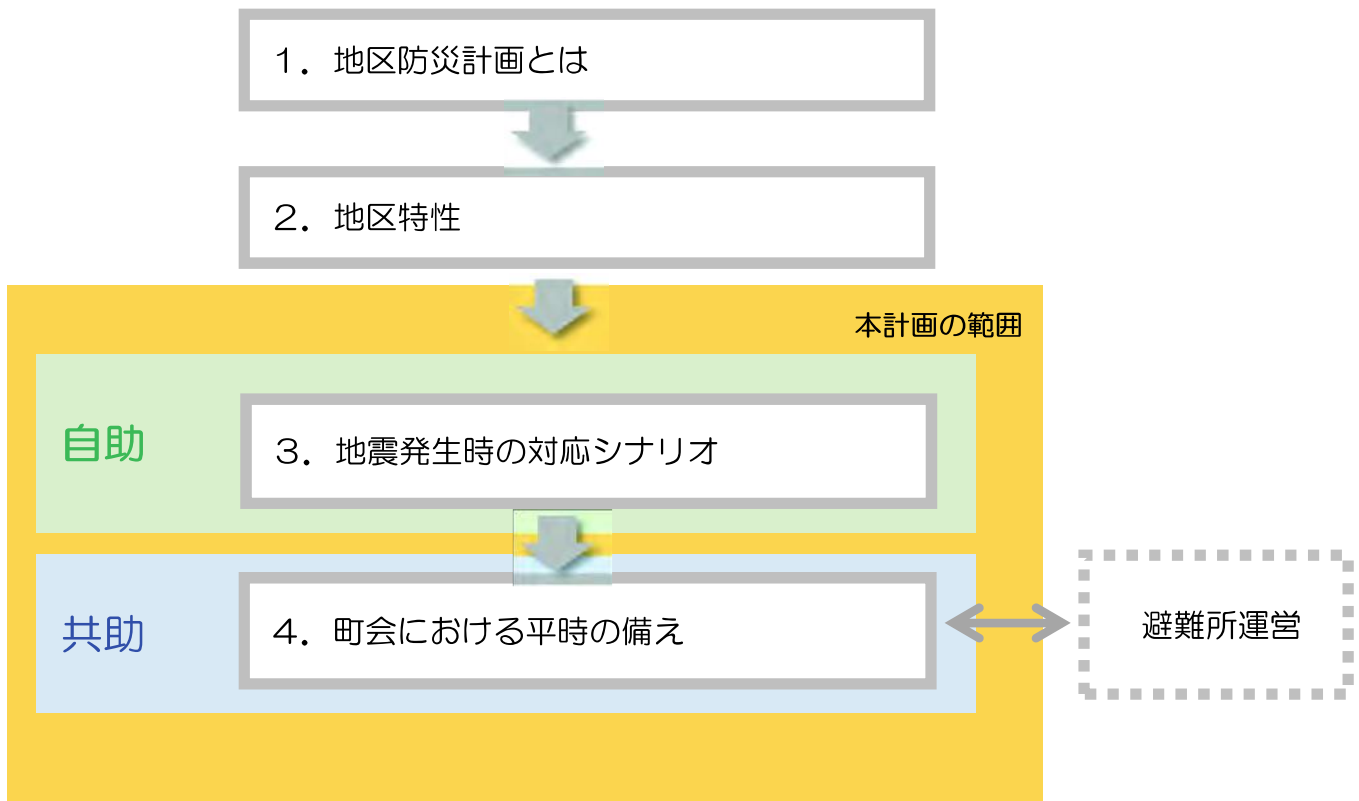 １．地区防災計画とは
２．地区特性
本計画の範囲
自助
３．地震発生時の対応シナリオ
共助
４．町会における平時の備え
避難所運営